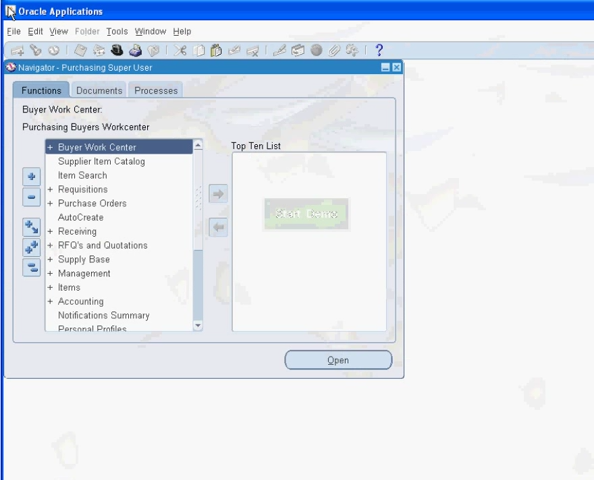 Oracle Applications
File Edit View Folder Tools Window Help
?
Navigator - Purchasing Super User
Functions Documents Processes
Buyer Work Center:
Purchasing Buyers Workcenter
+ Buyer Work Center
Supplier Item Catalog
Item Search
+ Requisitions
+ Purchase Orders
AutoCreate
+ Receiving
+ RFQ's and Quotations
+ Supply Base
+ Management
+ Items
+ Accounting
Notifications Summary
Personal Profiles
Top Ten List
Start Demo
Open